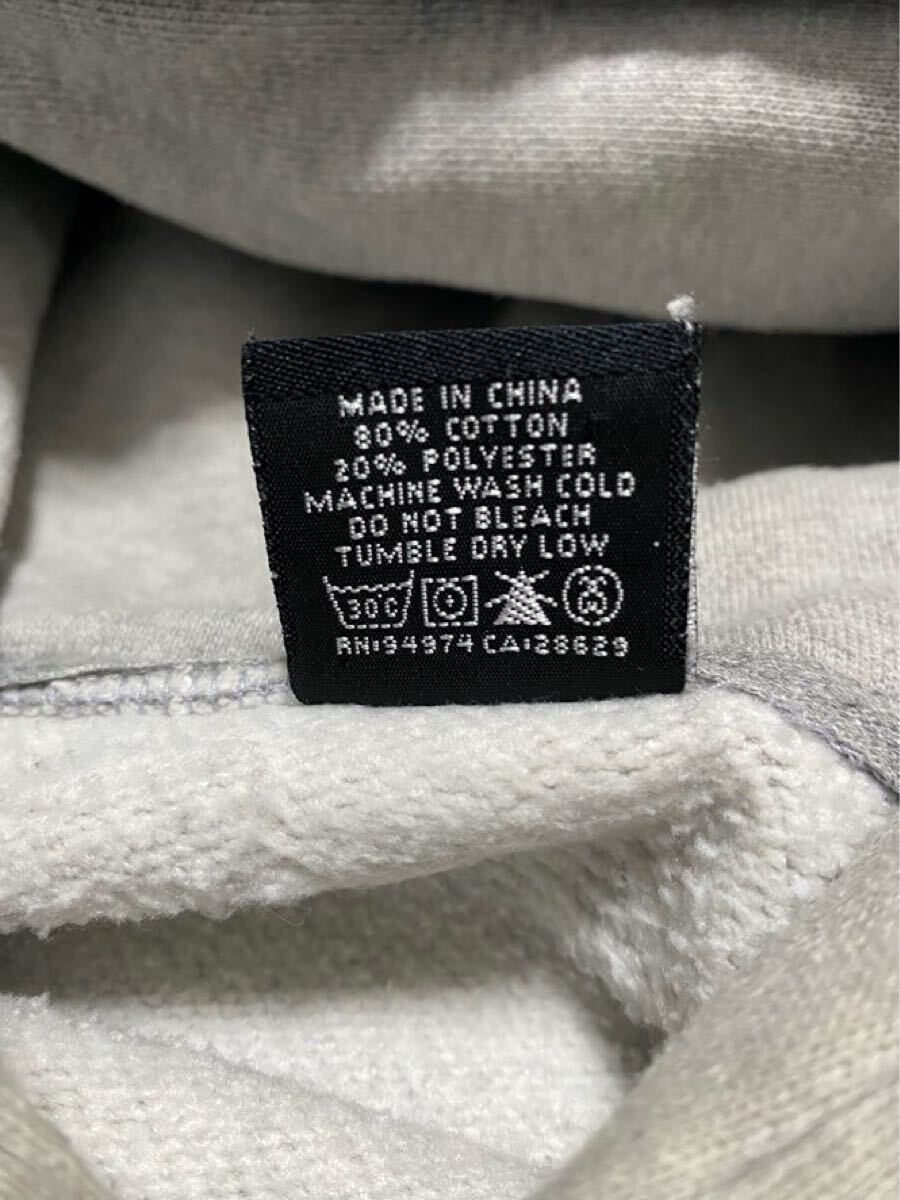 MADE IN CHINA
80% COTTON
20% POLYESTER
MACHINE WASH COLD
DO NOT BLEACH
TUMBLE DRY LOW
30C
RN:94974 CA:28629